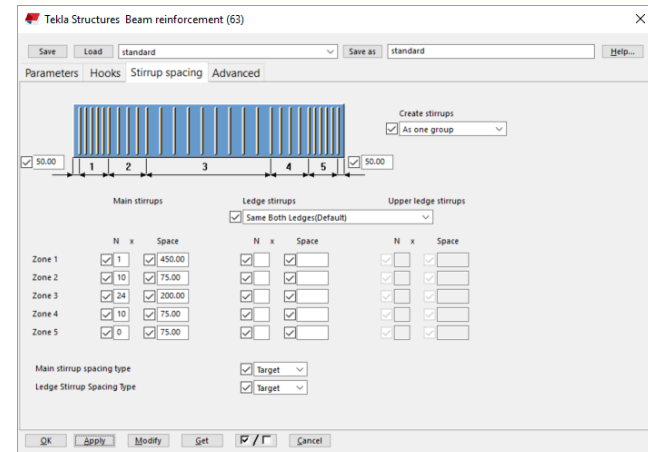 Tekla Structures Beam reinforcement (63)
Save Load standard Save as standard Help...
Parameters Hooks Stirrup spacing Advanced
Create stirrups
As one group
50.00 1 2 3 4 5 50.00
Main stirrups Ledge stirrups Upper ledge stirrups
Same Both Ledges(Default)
N x Space N x Space N x Space
Zone 1 1 450.00
Zone 2 10 75.00
Zone 3 24 200.00
Zone 4 10 75.00
Zone 5 0 75.00
Main stirrup spacing type Target
Ledge Stirrup Spacing Type Target
OK Apply Modify Get / Cancel